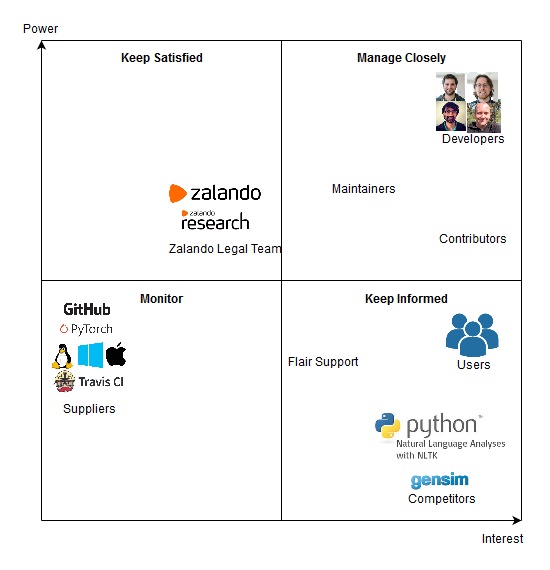 Power
Keep Satisfied
Manage Closely
Developers
Maintainers
zalando
zalando
research
Zalando Legal Team
Contributors
Monitor
Keep Informed
GitHub
PyTorch
Travis CI
Suppliers
Flair Support
Users
python™
Natural Language Analyses
with NLTK
gensim
Competitors
Interest